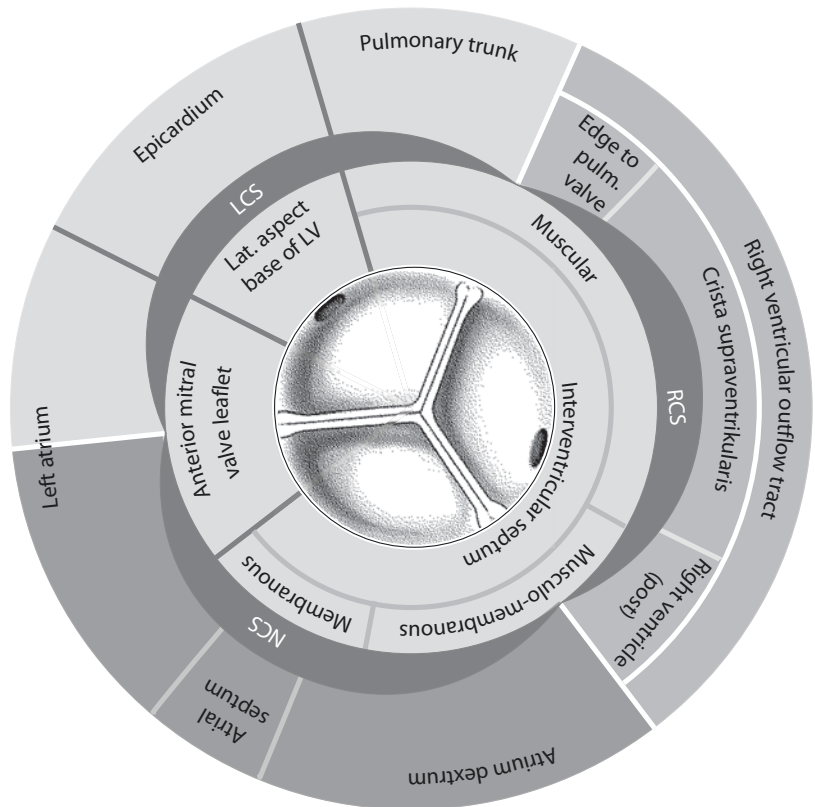 Pulmonary trunk
Epicardium
Edge to
pulm.
valve
LCS
Lat. aspect
base of LV
Muscular
Right ventricular outflow tract
Crista supraventrikularis
RCS
Anterior mitral
valve leaflet
Interventricular septum
Left atrium
Membranous
Musculo-membranous
Right ventricle
(post)
NCS
Atrial
septum
Atrium dextrum